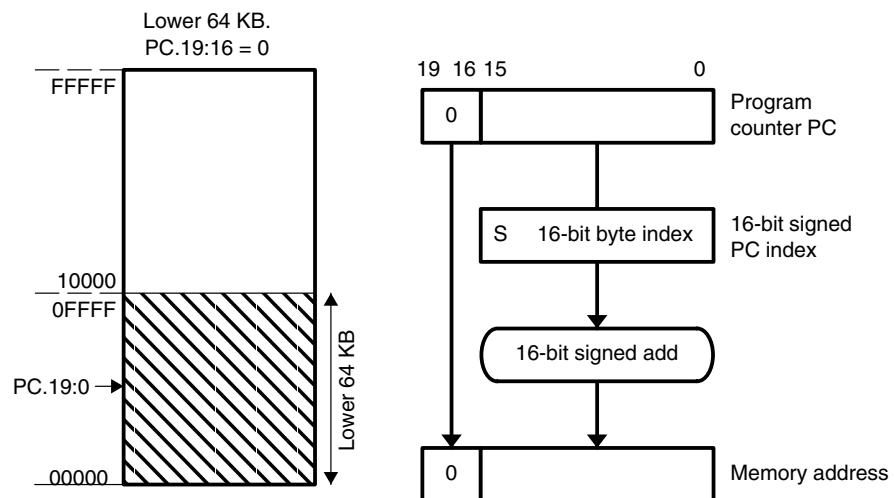 Lower 64 KB.
PC.19:16 = 0
FFFFF
10000
0FFFF
PC.19:0
00000
Lower 64 KB
19 16 15 0
0
Program
counter PC
S 16-bit byte index
16-bit signed
PC index
16-bit signed add
0
Memory address